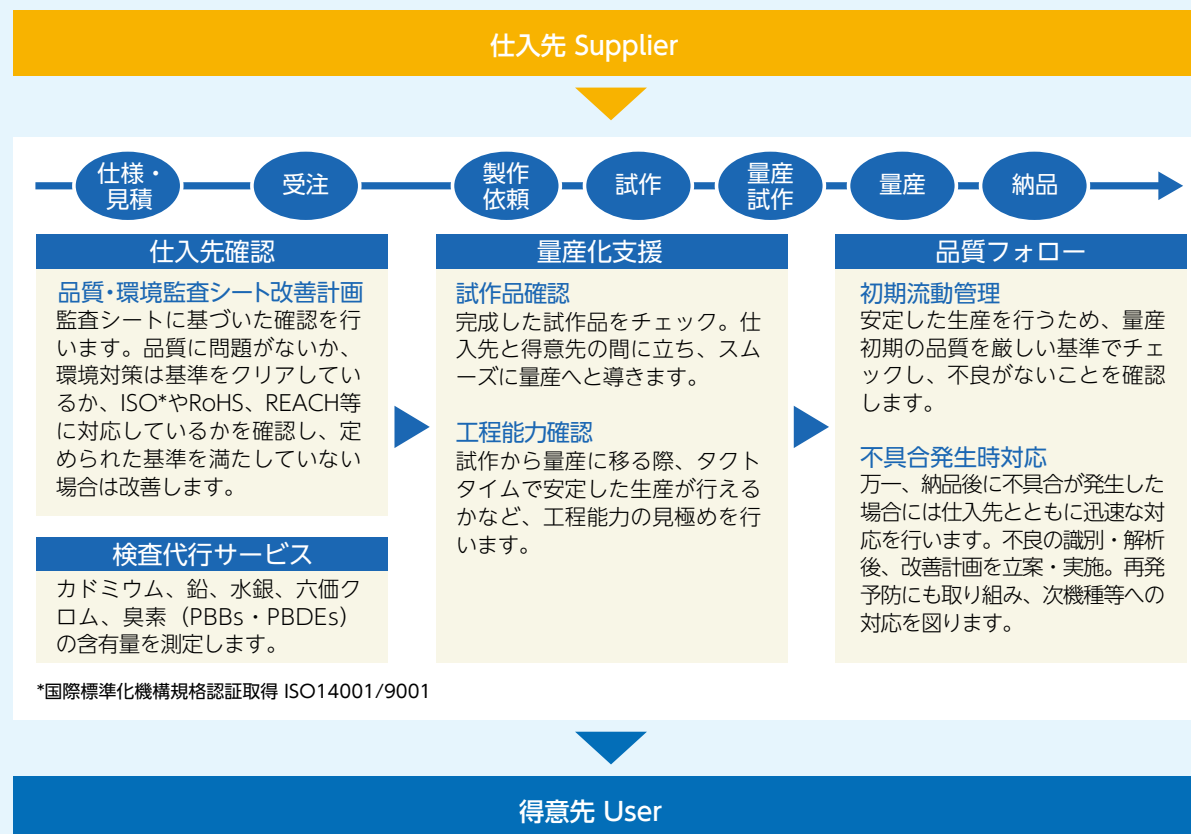 仕入先 Supplier
仕様・
見積
受注
製作
依頼
試作
量産
試作
量産
納品
仕入先確認
品質・環境監査シート改善計画
監査シートに基づいた確認を行
います。品質に問題がないか、
環境対策は基準をクリアしてい
るか、ISO*やRoHS、REACH等
に対応しているかを確認し、定
められた基準を満たしていない
場合は改善します。
検査代行サービス
カドミウム、鉛、水銀、六価ク
ロム、臭素（PBBs・PBDEs）
の含有量を測定します。
量産化支援
試作品確認
完成した試作品をチェック。仕
入先と得意先の間に立ち、スム
ーズに量産へと導きます。
工程能力確認
試作から量産に移る際、タクト
タイムで安定した生産が行える
かなど、工程能力の見極めを行
います。
品質フォロー
初期流動管理
安定した生産を行うため、量産
初期の品質を厳しい基準でチェ
ックし、不良がないことを確認
します。
不具合発生時対応
万一、納品後に不具合が発生した
場合には仕入先とともに迅速な対
応を行います。不良の識別・解析
後、改善計画を立案・実施。再発
予防にも取り組み、次機種等への
対応を図ります。
*国際標準化機構規格認証取得 ISO14001/9001
得意先 User